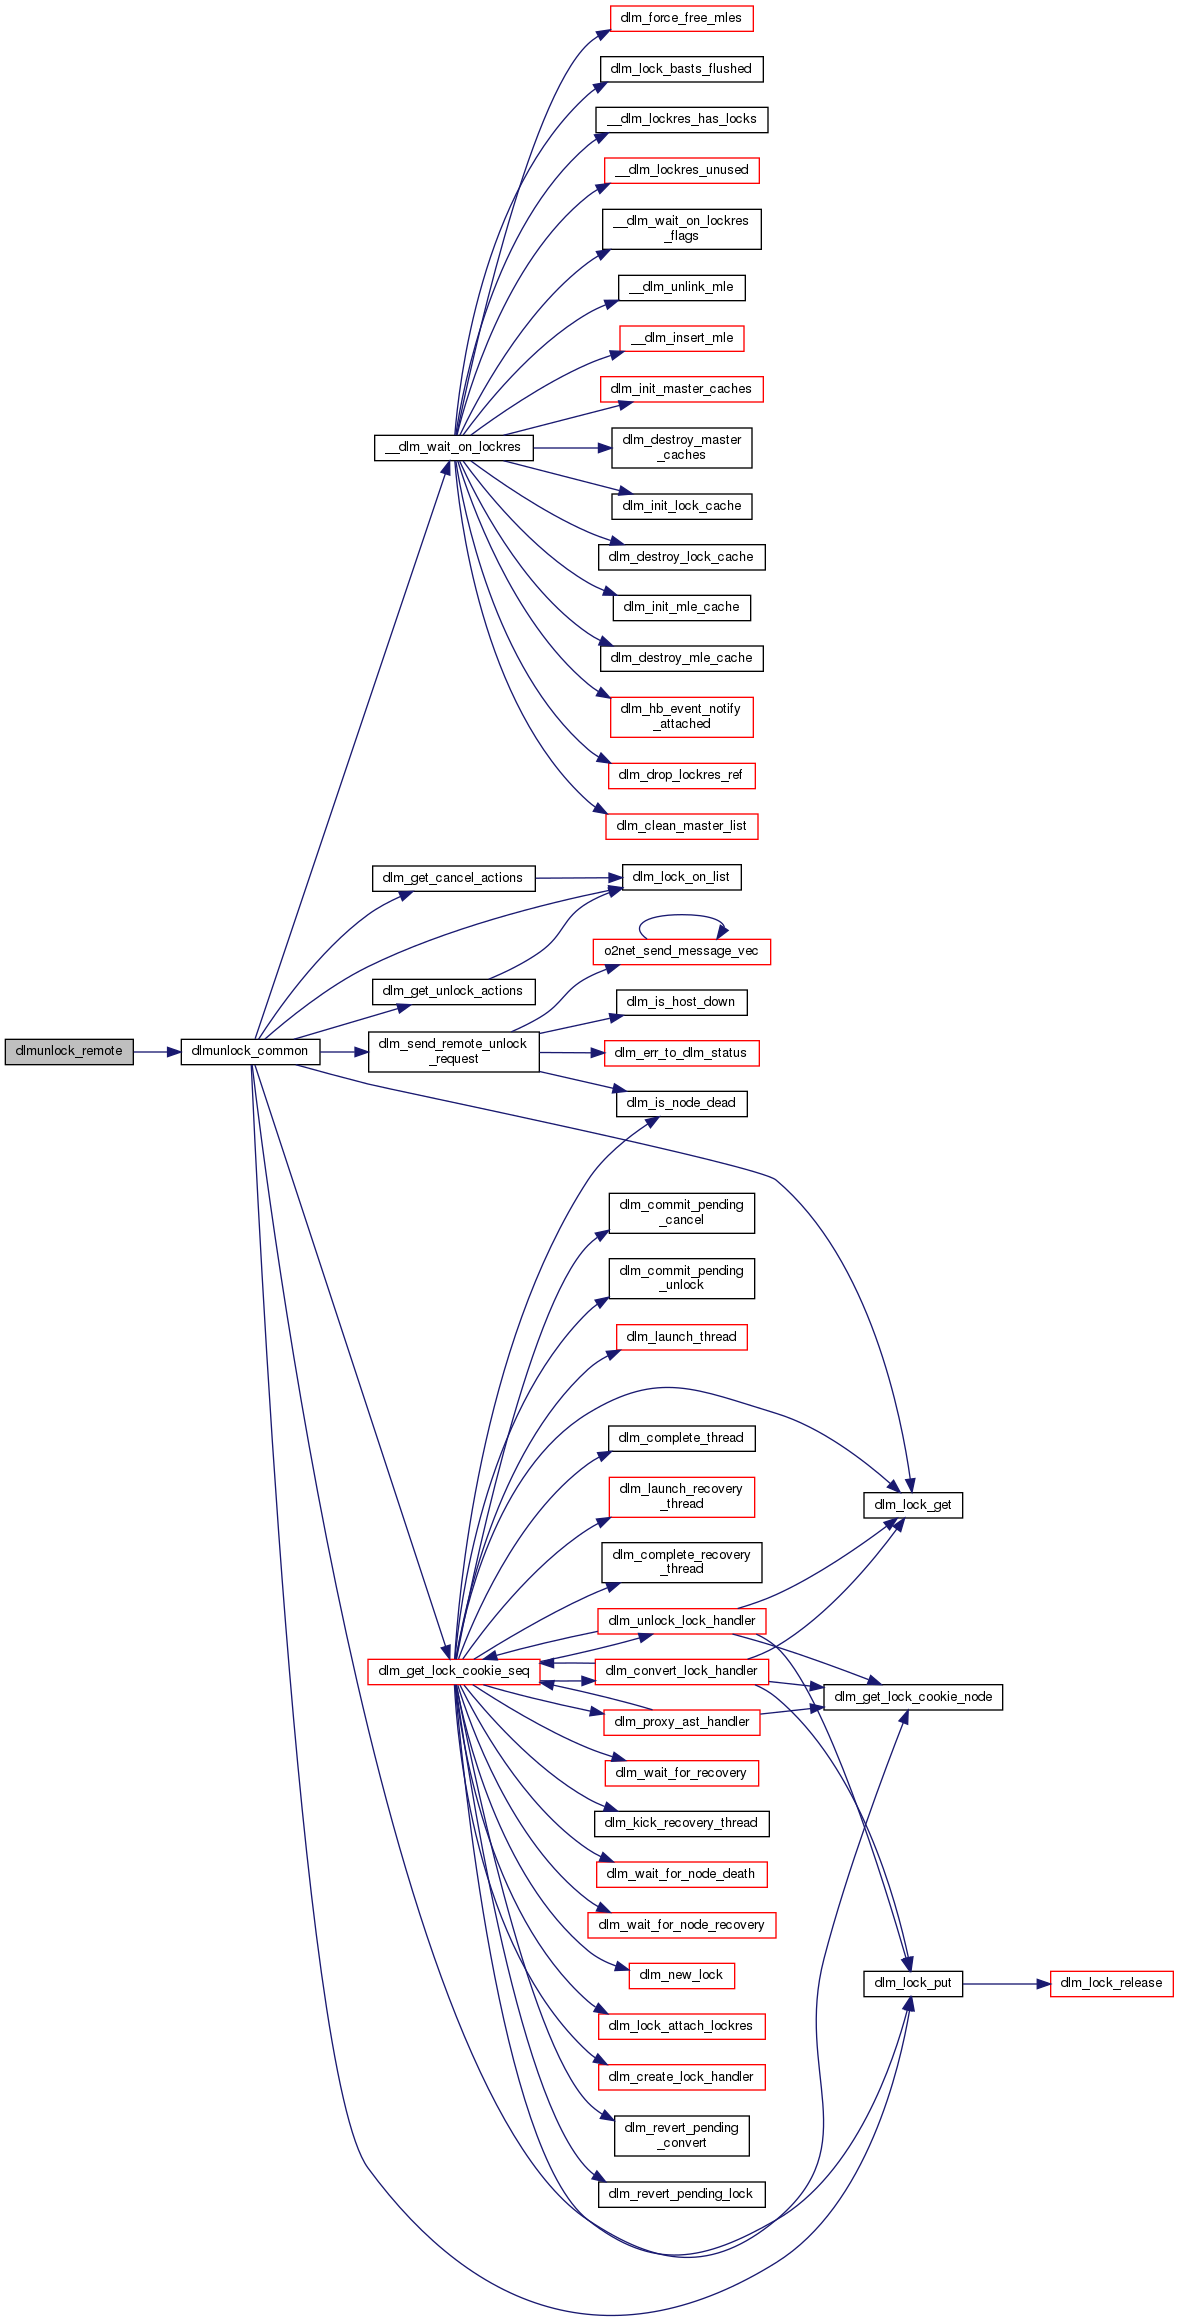 dlm_force_free_mles
dlm_lock_basts_flushed
__dlm_lockres_has_locks
__dlm_lockres_unused
__dlm_wait_on_lockres
_flags
__dlm_unlink_mle
__dlm_insert_mle
dlm_init_master_caches
__dlm_wait_on_lockres
dlm_destroy_master
_caches
dlm_init_lock_cache
dlm_destroy_lock_cache
dlm_init_mle_cache
dlm_destroy_mle_cache
dlm_hb_event_notify
_attached
dlm_drop_lockres_ref
dlm_clean_master_list
dlm_get_cancel_actions
dlm_lock_on_list
o2net_send_message_vec
dlm_get_unlock_actions
dlm_is_host_down
dlmunlock_remote
dlmunlock_common
dlm_send_remote_unlock
_request
dlm_err_to_dlm_status
dlm_is_node_dead
dlm_commit_pending
_cancel
dlm_commit_pending
_unlock
dlm_launch_thread
dlm_complete_thread
dlm_launch_recovery
_thread
dlm_lock_get
dlm_complete_recovery
_thread
dlm_unlock_lock_handler
dlm_get_lock_cookie_seq
dlm_convert_lock_handler
dlm_get_lock_cookie_node
dlm_proxy_ast_handler
dlm_wait_for_recovery
dlm_kick_recovery_thread
dlm_wait_for_node_death
dlm_wait_for_node_recovery
dlm_new_lock
dlm_lock_put
dlm_lock_release
dlm_lock_attach_lockres
dlm_create_lock_handler
dlm_revert_pending
_convert
dlm_revert_pending_lock